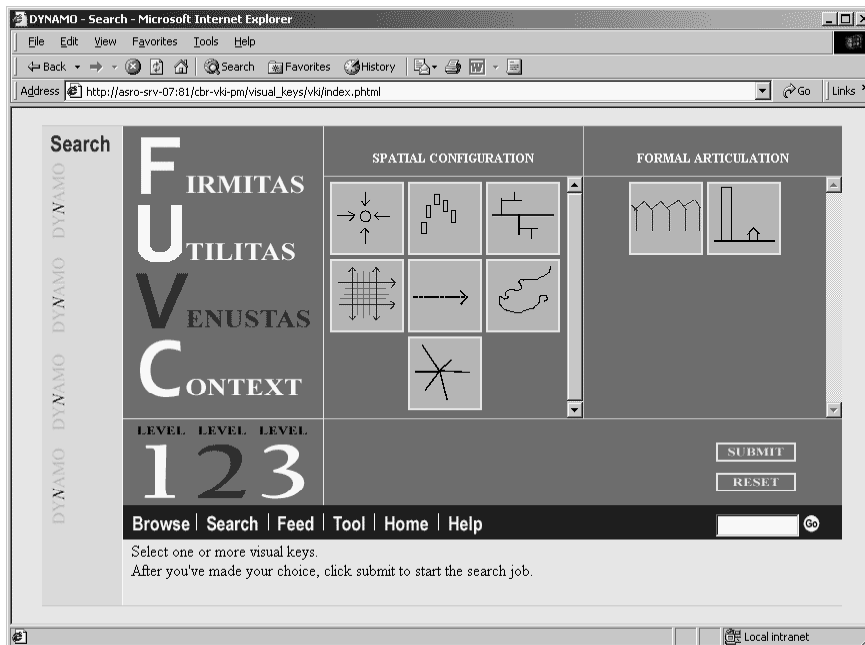 DYNAMO - Search - Microsoft Internet Explorer
File Edit View Favorites Tools Help
Back Search Favorites History
Address http://asro-srv-07:81/cbr-vki-pm/visual_keys/vki/index.phtml Go Links
Search
DYNAMO DYNAMO DYNAMO DYNAMO
FIRMITAS
UTILITAS
VENUSTAS
CONTEXT
SPATIAL CONFIGURATION
FORMAL ARTICULATION
LEVEL LEVEL LEVEL
1 2 3
SUBMIT
RESET
Browse | Search | Feed | Tool | Home | Help Go
Select one or more visual keys.
After you've made your choice, click submit to start the search job.
Local intranet